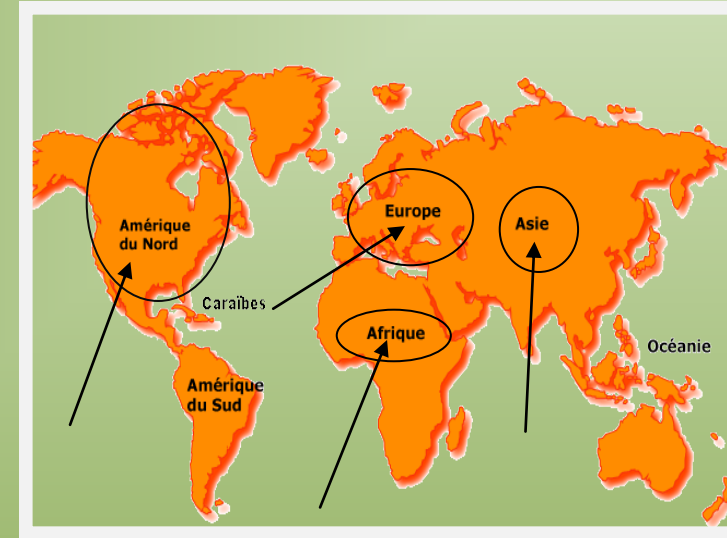 Amérique
du Nord
Europe
Asie
Caraïbes
Afrique
Océanie
Amérique
du Sud